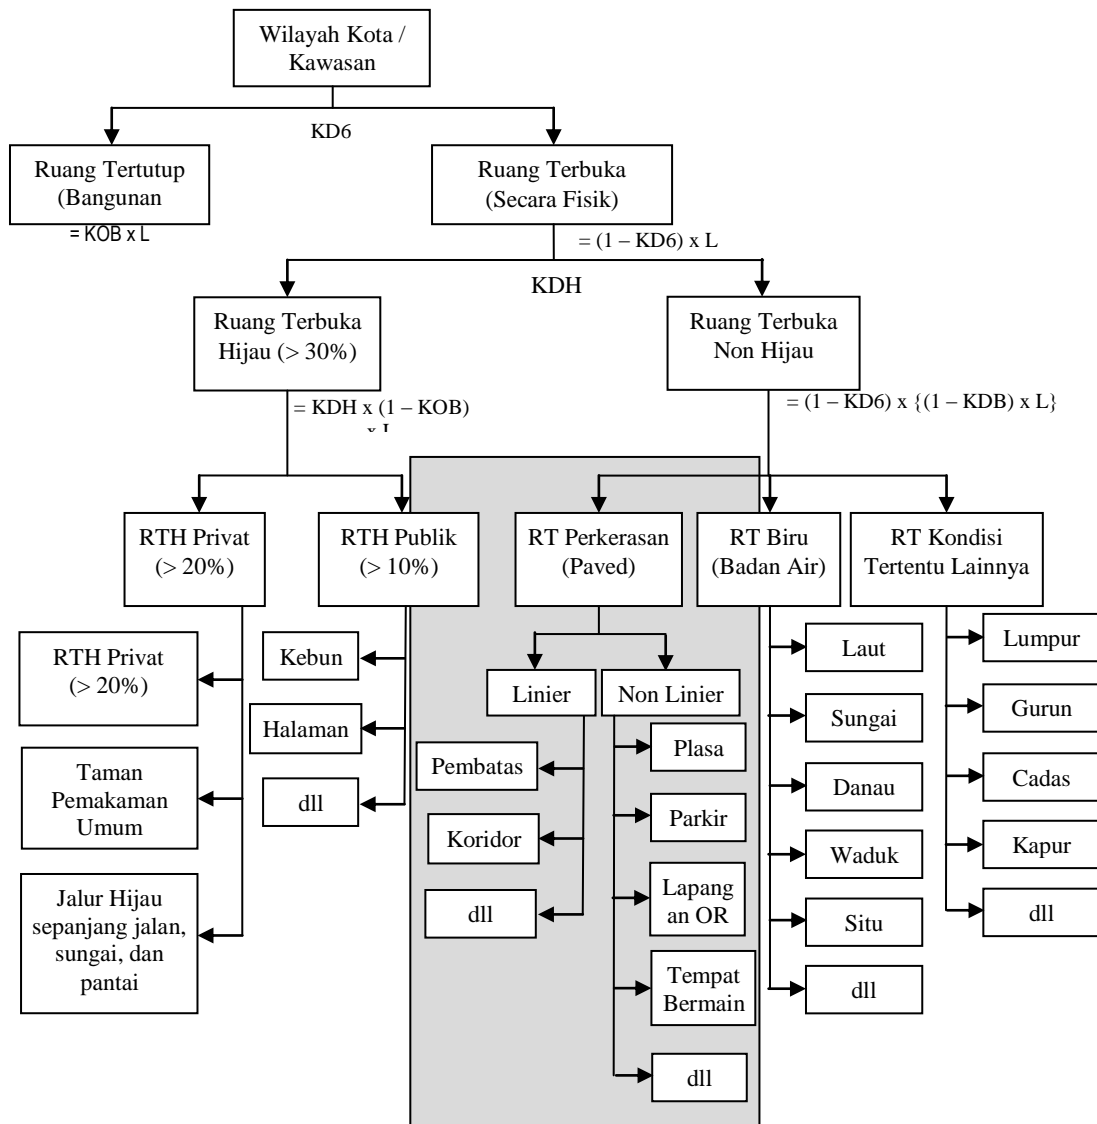 Wilayah Kota /
Kawasan
KD6
Ruang Tertutup
(Bangunan
= KOB x L
Ruang Terbuka
(Secara Fisik)
= (1 – KD6) x L
KDH
Ruang Terbuka
Hijau (> 30%)
= KDH x (1 – KOB)
x L
Ruang Terbuka
Non Hijau
= (1 – KD6) x {(1 – KDB) x L}
RTH Privat
(> 20%)
RTH Publik
(> 10%)
RT Perkerasan
(Paved)
RT Biru
(Badan Air)
RT Kondisi
Tertentu Lainnya
RTH Privat
(> 20%)
Taman
Pemakaman
Umum
Jalur Hijau
sepanjang jalan,
sungai, dan
pantai
Kebun
Halaman
dll
Linier
Non Linier
Pembatas
Koridor
dll
Plasa
Parkir
Lapang
an OR
Tempat
Bermain
dll
Laut
Sungai
Danau
Waduk
Situ
dll
Lumpur
Gurun
Cadas
Kapur
dll